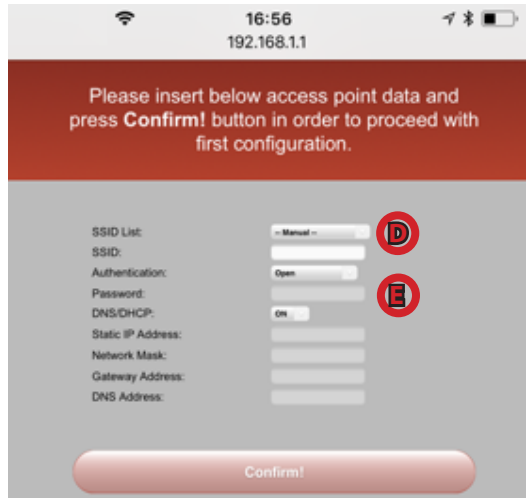 16:56
192.168.1.1
Please insert below access point data and
press Confirm! button in order to proceed with
first configuration.
SSID List: -- Manual -- D
SSID:
Authentication: Open
Password: E
DNS/DHCP: ON
Static IP Address:
Network Mask:
Gateway Address:
DNS Address:
Confirm!